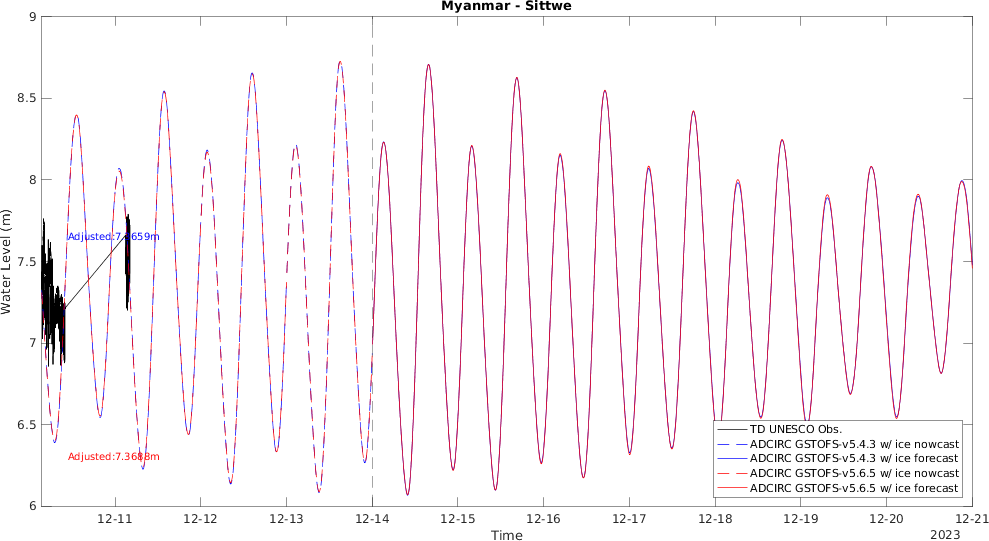 Myanmar - Sittwe
9
8.5
8
7.5
7
6.5
6
Water Level (m)
Adjusted:7.3659m
Adjusted:7.3688m
TD UNESCO Obs.
ADCIRC GSTOFS-v5.4.3 w/ ice nowcast
ADCIRC GSTOFS-v5.4.3 w/ ice forecast
ADCIRC GSTOFS-v5.6.5 w/ ice nowcast
ADCIRC GSTOFS-v5.6.5 w/ ice forecast
12-11 12-12 12-13 12-14 12-15 12-16 12-17 12-18 12-19 12-20 12-21
Time
2023